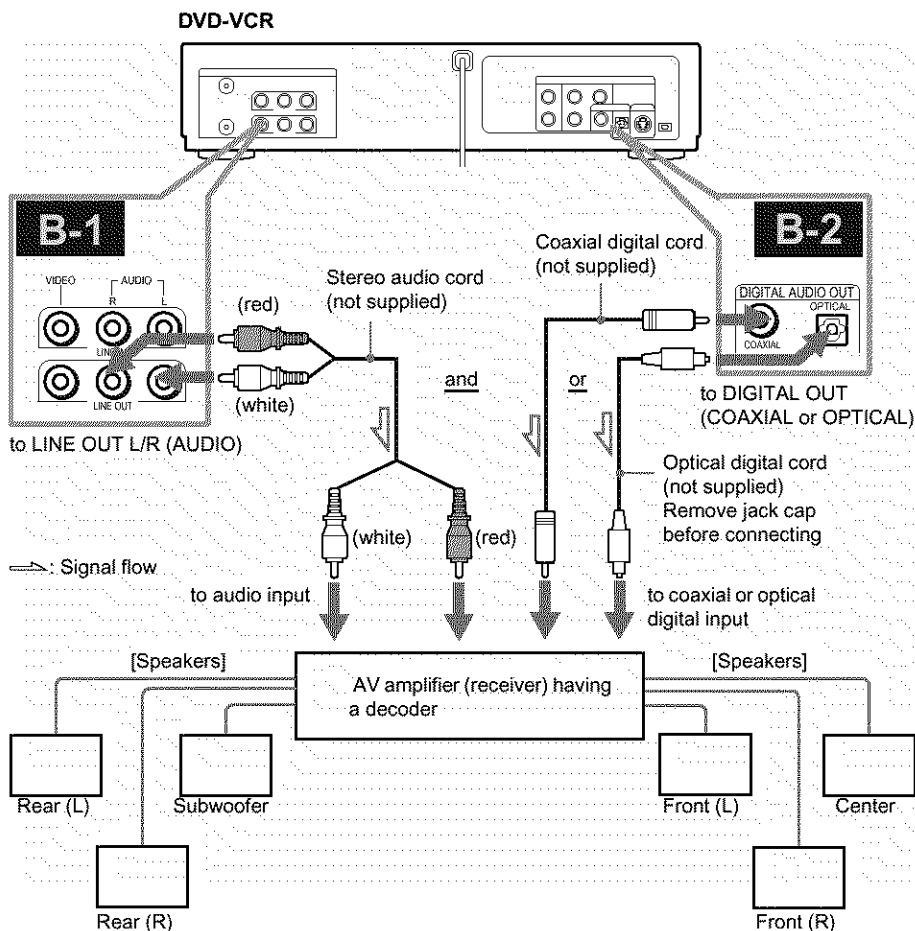 DVD-VCR
B-1
B-2
VIDEO
AUDIO
R
L
LINE
LINE OUT
to LINE OUT L/R (AUDIO)
(red)
(white)
Stereo audio cord
(not supplied)
and
or
Coaxial digital cord
(not supplied)
DIGITAL AUDIO OUT
OPTICAL
COAXIAL
to DIGITAL OUT
(COAXIAL or OPTICAL)
Optical digital cord
(not supplied)
Remove jack cap
before connecting
(white)
(red)
: Signal flow
to audio input
to coaxial or optical
digital input
[Speakers]
[Speakers]
AV amplifier (receiver) having
a decoder
Rear (L)
Subwoofer
Front (L)
Center
Rear (R)
Front (R)